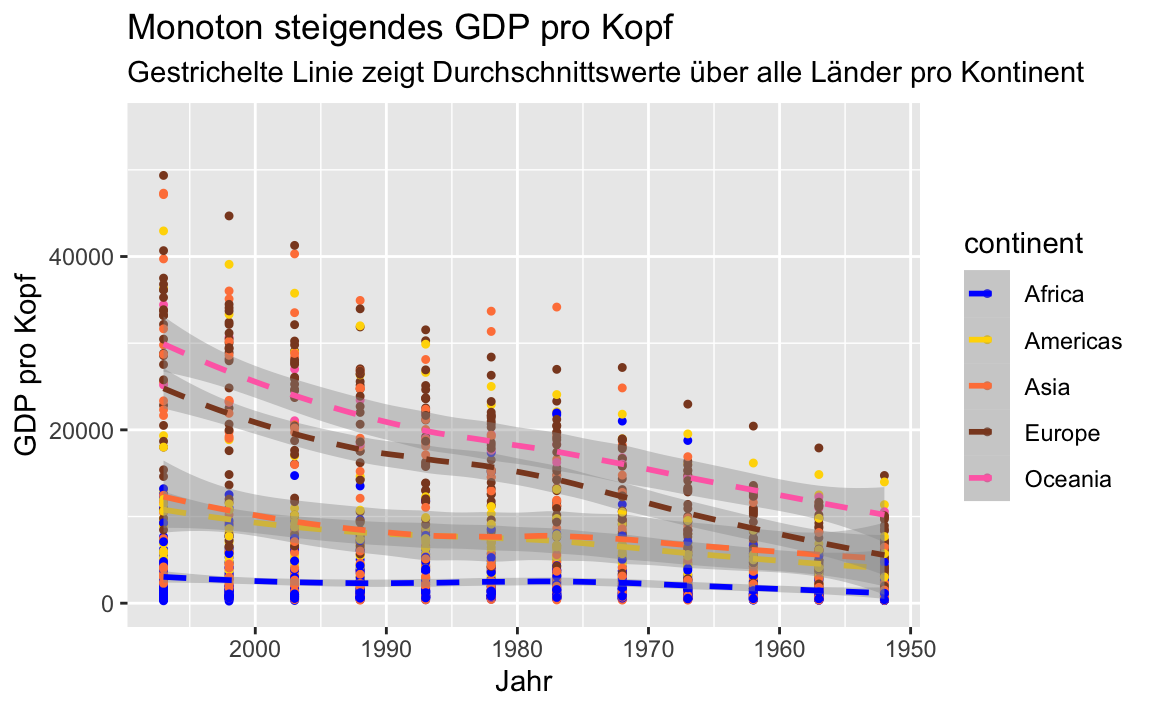 Monoton steigendes GDP pro Kopf
Gestrichelte Linie zeigt Durchschnittswerte über alle Länder pro Kontinent
GDP pro Kopf
40000
20000
0
2000
1990
1980
1970
1960
1950
Jahr
continent
Africa
Americas
Asia
Europe
Oceania